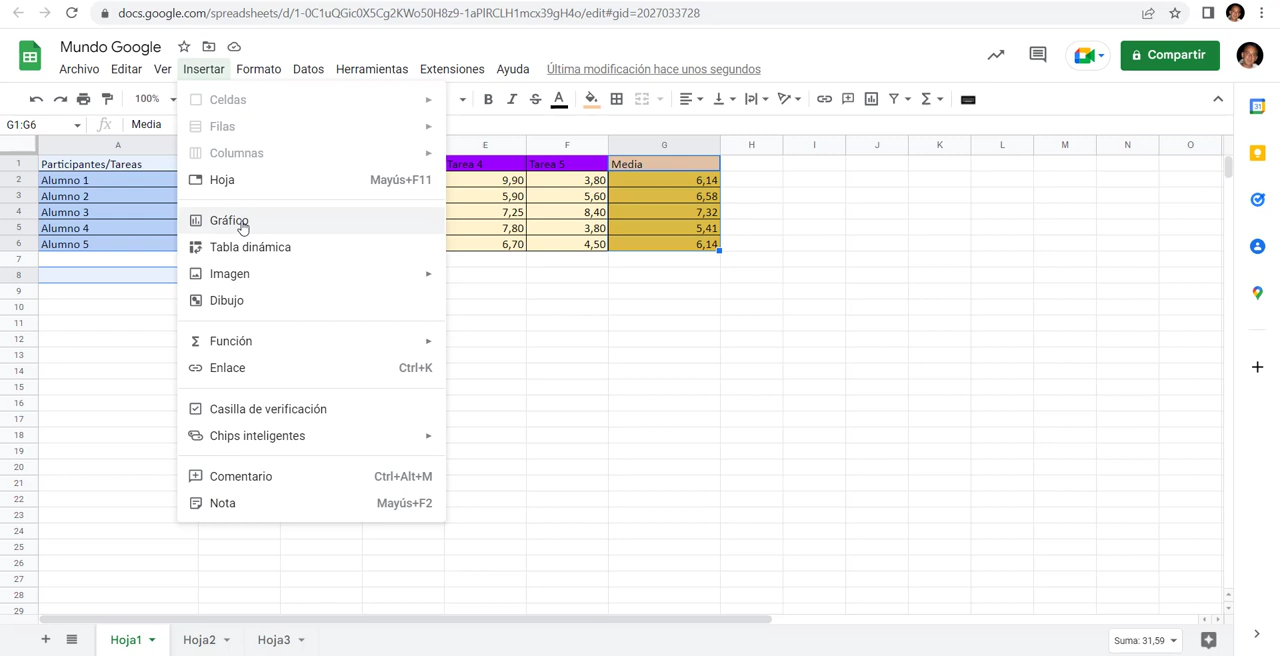 docs.google.com/spreadsheets/d/1-0C1uQGic0X5Cg2KWo50H8z9-1aPIRCLH1mcx39gH4o/edit#gid=2027033728
Mundo Google
Archivo Editar Ver Insertar Formato Datos Herramientas Extensiones Ayuda Última modificación hace unos segundos
Compartir
100%
B I S A
G1:G6 fx Media
A E F G H I J K L M N O
1 Participantes/Tareas Tarea 4 Tarea 5 Media
2 Alumno 1 9,90 3,80 6,14
3 Alumno 2 5,90 5,60 6,58
4 Alumno 3 7,25 8,40 7,32
5 Alumno 4 7,80 3,80 5,41
6 Alumno 5 6,70 4,50 6,14
7
8
9
10
11
12
13
14
15
16
17
18
19
20
21
22
23
24
25
26
27
28
29
Celdas
Filas
Columnas
Hoja Mayús+F11
Gráfico
Tabla dinámica
Imagen
Dibujo
Función
Enlace Ctrl+K
Casilla de verificación
Chips inteligentes
Comentario Ctrl+Alt+M
Nota Mayús+F2
31
Hoja1 Hoja2 Hoja3 Suma: 31,59